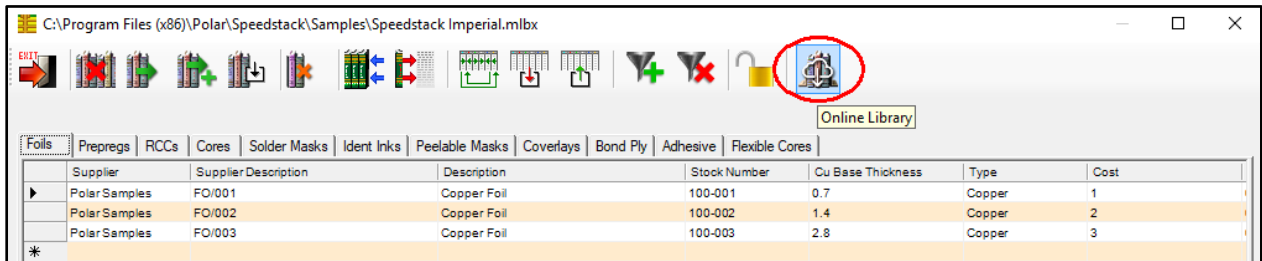 C:\Program Files (x86)\Polar\Speedstack\Samples\Speedstack Imperial.mlbx
EXIT
Online Library
Foils Prepregs RCCs Cores Solder Masks Ident Inks Peelable Masks Coverlays Bond Ply Adhesive Flexible Cores
Supplier Supplier Description Description Stock Number Cu Base Thickness Type Cost
Polar Samples FO/001 Copper Foil 100-001 0.7 Copper 1
Polar Samples FO/002 Copper Foil 100-002 1.4 Copper 2
Polar Samples FO/003 Copper Foil 100-003 2.8 Copper 3